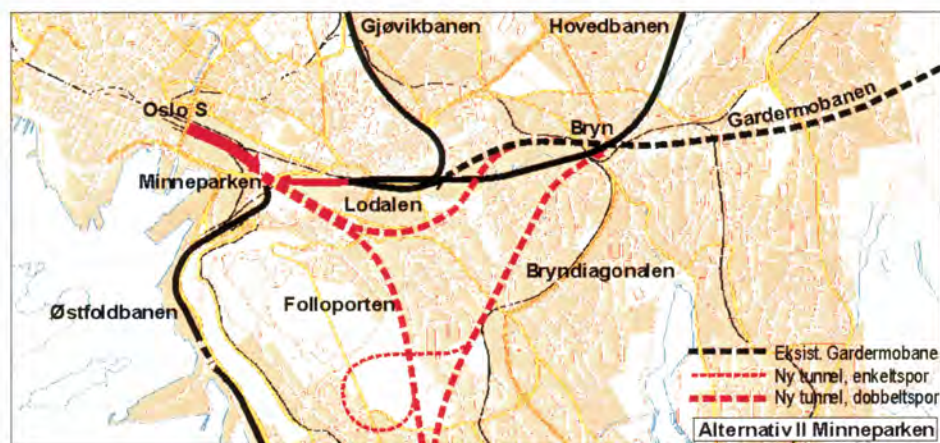 Gjøvikbanen
Hovedbanen
Oslo S
Bryn
Gardermobanen
Minneparken
Lodalen
Bryndiagonalen
Folloporten
Østfoldbanen
Eksist. Gardermobane
Ny tunnel, enkeltspor
Ny tunnel, dobbeltspor
Alternativ II Minneparken